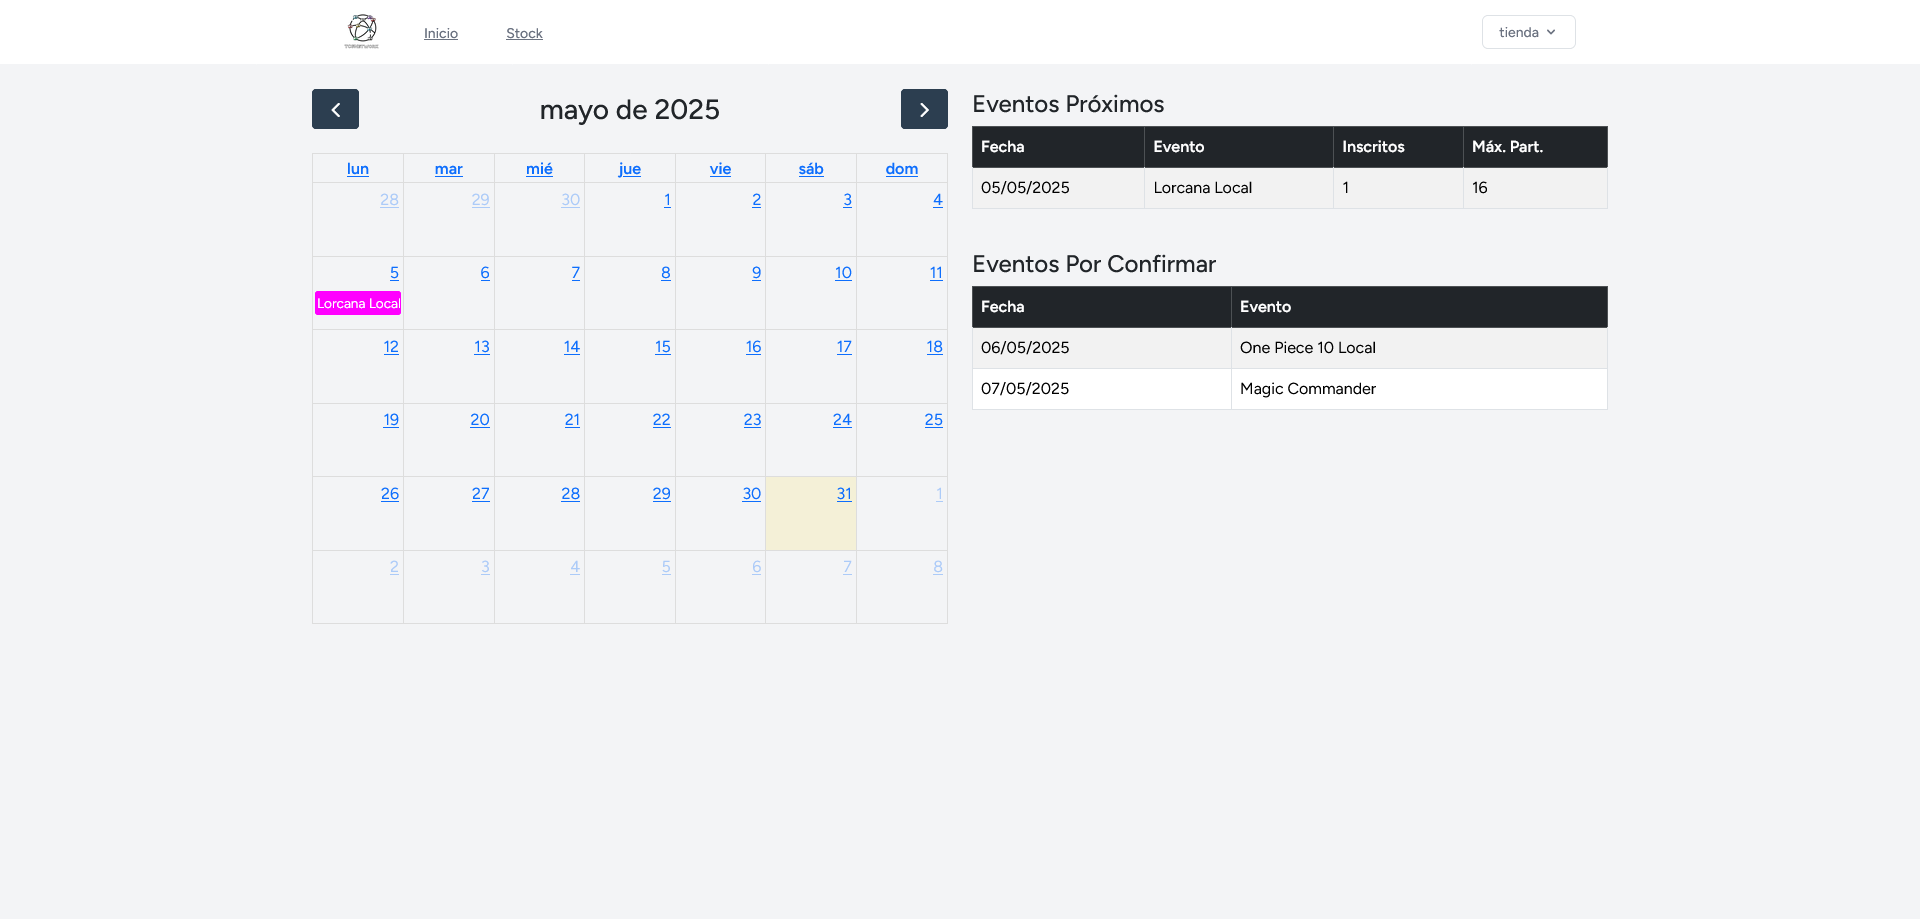 Inicio Stock tienda
mayo de 2025
lun mar mié jue vie sáb dom
28 29 30 1 2 3 4
5 6 7 8 9 10 11
Lorcana Local
12 13 14 15 16 17 18
19 20 21 22 23 24 25
26 27 28 29 30 31 1
2 3 4 5 6 7 8
Eventos Próximos
Fecha Evento Inscritos Máx. Part.
05/05/2025 Lorcana Local 1 16
Eventos Por Confirmar
Fecha Evento
06/05/2025 One Piece 10 Local
07/05/2025 Magic Commander